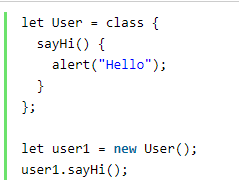 let User = class {
  sayHi() {
    alert("Hello");
  }
};

let user1 = new User();
user1.sayHi();